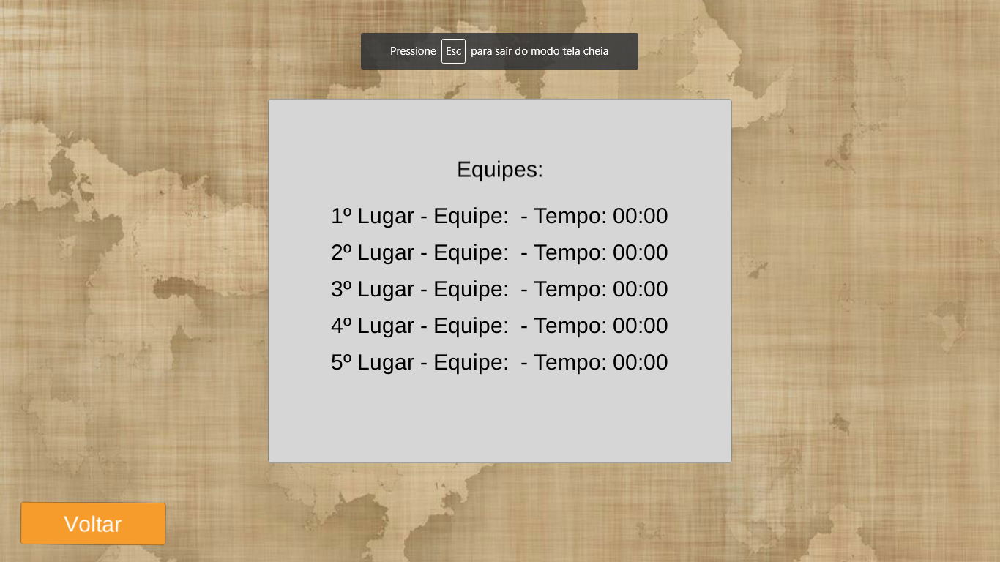 Pressione Esc para sair do modo tela cheia
Equipes:
1º Lugar - Equipe:  - Tempo: 00:00
2º Lugar - Equipe:  - Tempo: 00:00
3º Lugar - Equipe:  - Tempo: 00:00
4º Lugar - Equipe:  - Tempo: 00:00
5º Lugar - Equipe:  - Tempo: 00:00
Voltar